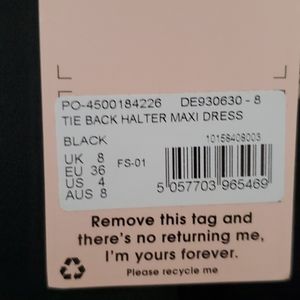 PO-4500184226 DE930630 - 8
TIE BACK HALTER MAXI DRESS
BLACK 10158408003
UK 8
EU 36 FS-01
US 4
AUS 8
5 057703 965469
Remove this tag and
there's no returning me,
I'm yours forever.
Please recycle me